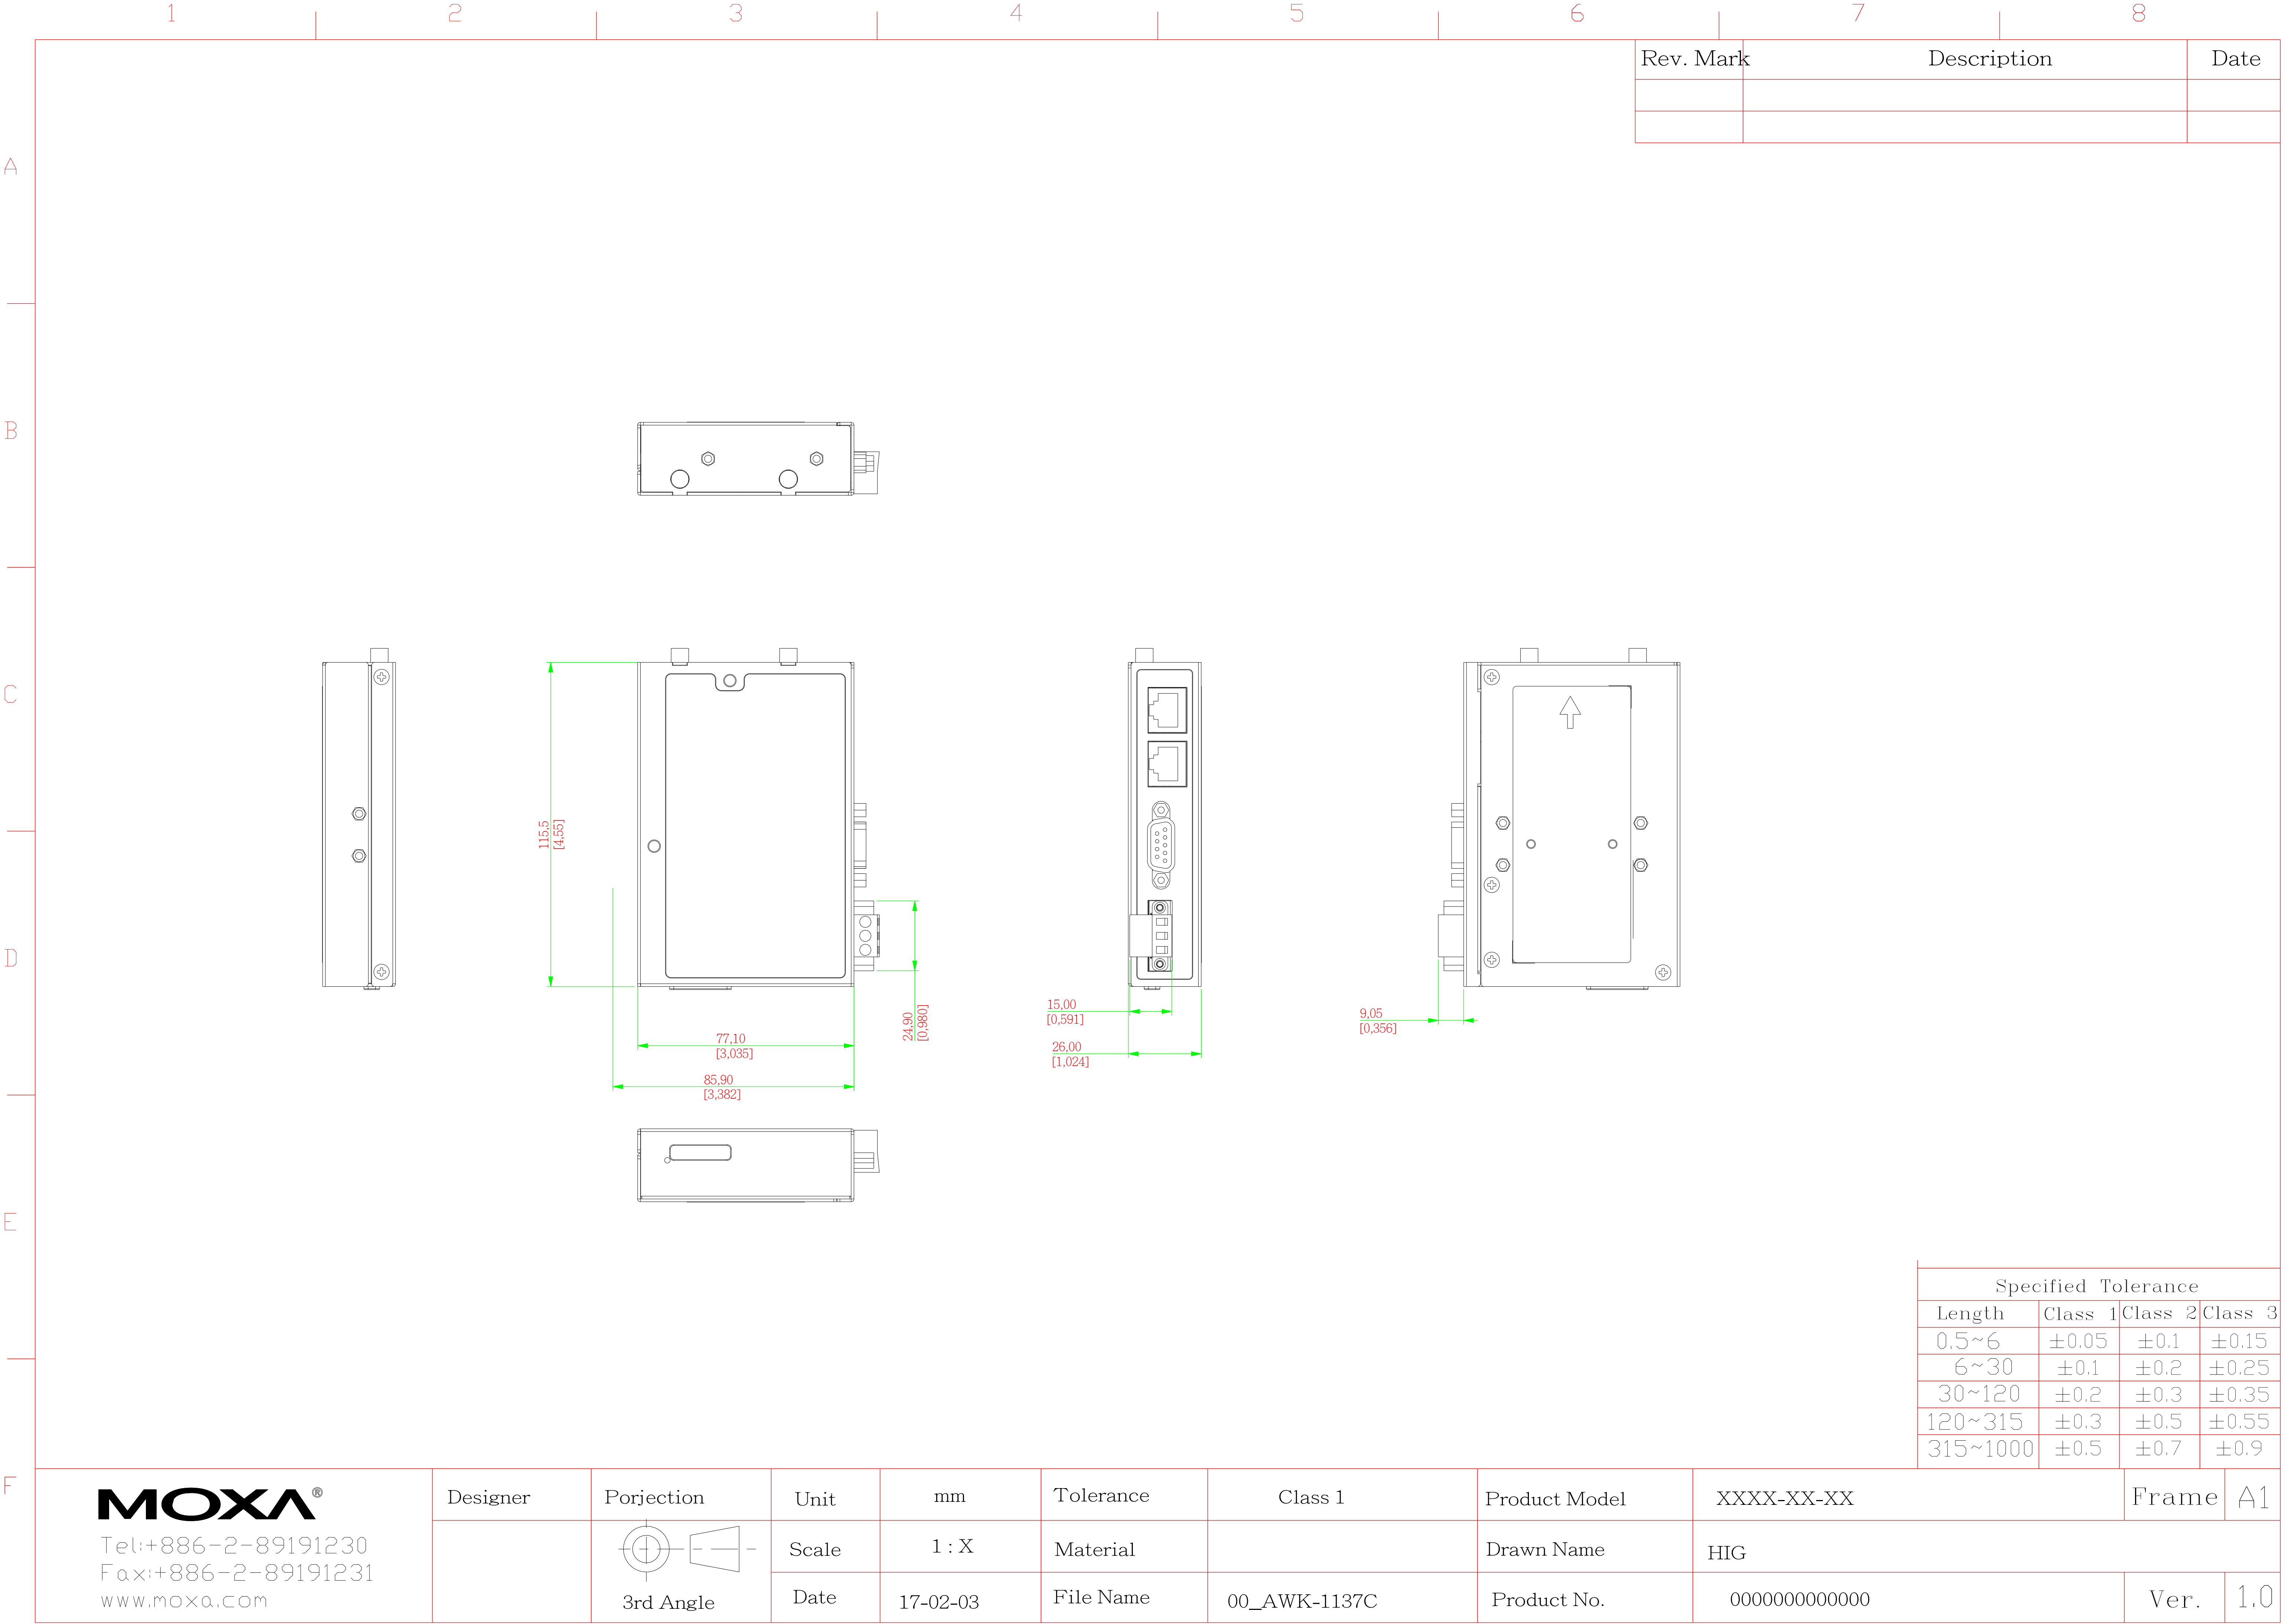 1 2 3 4 5 6 7 8
Rev. Mark Description Date
A
B
C
D
E
F
115,5
[4,55]
24,90
[0,980]
77,10
[3,035]
85,90
[3,382]
15,00
[0,591]
26,00
[1,024]
9,05
[0,356]
Specified Tolerance
Length Class 1 Class 2 Class 3
0.5~6 ±0.05 ±0.1 ±0.15
6~30 ±0.1 ±0.2 ±0.25
30~120 ±0.2 ±0.3 ±0.35
120~315 ±0.3 ±0.5 ±0.55
315~1000 ±0.5 ±0.7 ±0.9
MOXA®
Tel:+886-2-89191230
Fax:+886-2-89191231
www.moxa.com
Designer Porjection Unit mm Tolerance Class 1 Product Model XXXX-XX-XX Frame A1
Scale 1 : X Material Drawn Name HIG
3rd Angle Date 17-02-03 File Name 00_AWK-1137C Product No. 0000000000000 Ver. 1.0